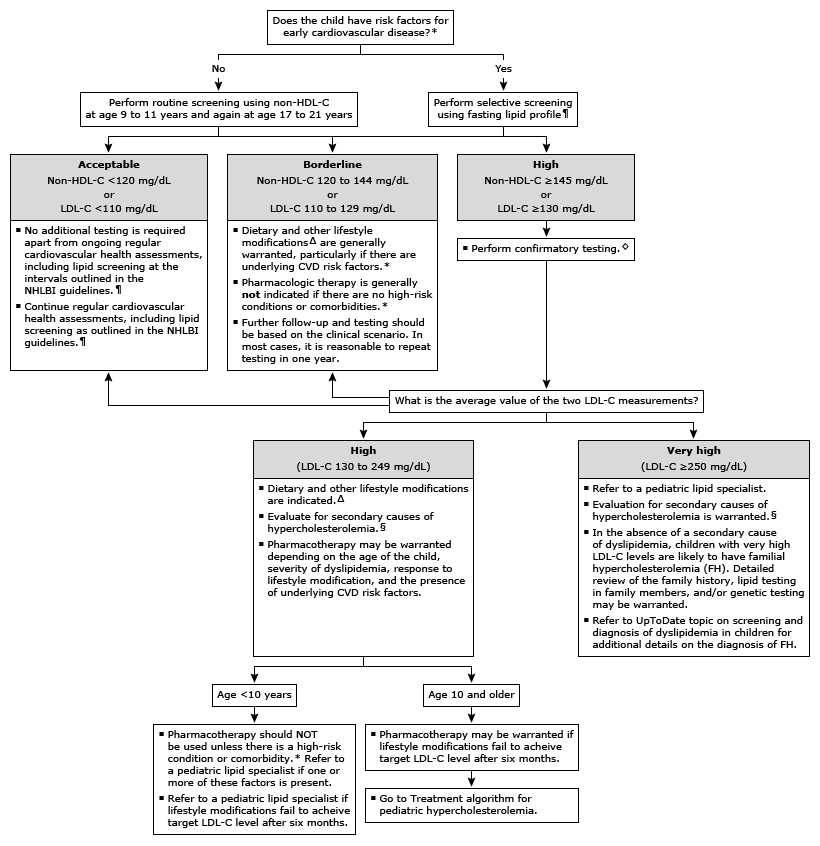 Does the child have risk factors for
early cardiovascular disease?*
No
Yes
Perform routine screening using non-HDL-C
at age 9 to 11 years and again at age 17 to 21 years
Perform selective screening
using fasting lipid profile¶
Acceptable
Non-HDL-C <120 mg/dL
or
LDL-C <110 mg/dL
▪ No additional testing is required
apart from ongoing regular
cardiovascular health assessments,
including lipid screening at the
intervals outlined in the
NHLBI guidelines.¶
▪ Continue regular cardiovascular
health assessments, including lipid
screening as outlined in the NHLBI
guidelines.¶
Borderline
Non-HDL-C 120 to 144 mg/dL
or
LDL-C 110 to 129 mg/dL
▪ Dietary and other lifestyle
modificationsΔ are generally
warranted, particularly if there are
underlying CVD risk factors.*
▪ Pharmacologic therapy is generally
not indicated if there are no high-risk
conditions or comorbidities.*
▪ Further follow-up and testing should
be based on the clinical scenario. In
most cases, it is reasonable to repeat
testing in one year.
High
Non-HDL-C ≥145 mg/dL
or
LDL-C ≥130 mg/dL
▪ Perform confirmatory testing.◇
What is the average value of the two LDL-C measurements?
High
(LDL-C 130 to 249 mg/dL)
▪ Dietary and other lifestyle modifications
are indicated.Δ
▪ Evaluate for secondary causes of
hypercholesterolemia.§
▪ Pharmacotherapy may be warranted
depending on the age of the child,
severity of dyslipidemia, response to
lifestyle modification, and the presence
of underlying CVD risk factors.
Very high
(LDL-C ≥250 mg/dL)
▪ Refer to a pediatric lipid specialist.
▪ Evaluation for secondary causes of
hypercholesterolemia is warranted.§
▪ In the absence of a secondary cause
of dyslipidemia, children with very high
LDL-C levels are likely to have familial
hypercholesterolemia (FH). Detailed
review of the family history, lipid testing
in family members, and/or genetic testing
may be warranted.
▪ Refer to UpToDate topic on screening and
diagnosis of dyslipidemia in children for
additional details on the diagnosis of FH.
Age <10 years
Age 10 and older
▪ Pharmacotherapy should NOT
be used unless there is a high-risk
condition or comorbidity.* Refer to
a pediatric lipid specialist if one or
more of these factors is present.
▪ Refer to a pediatric lipid specialist if
lifestyle modifications fail to acheive
target LDL-C level after six months.
▪ Pharmacotherapy may be warranted if
lifestyle modifications fail to acheive
target LDL-C level after six months.
▪ Go to Treatment algorithm for
pediatric hypercholesterolemia.